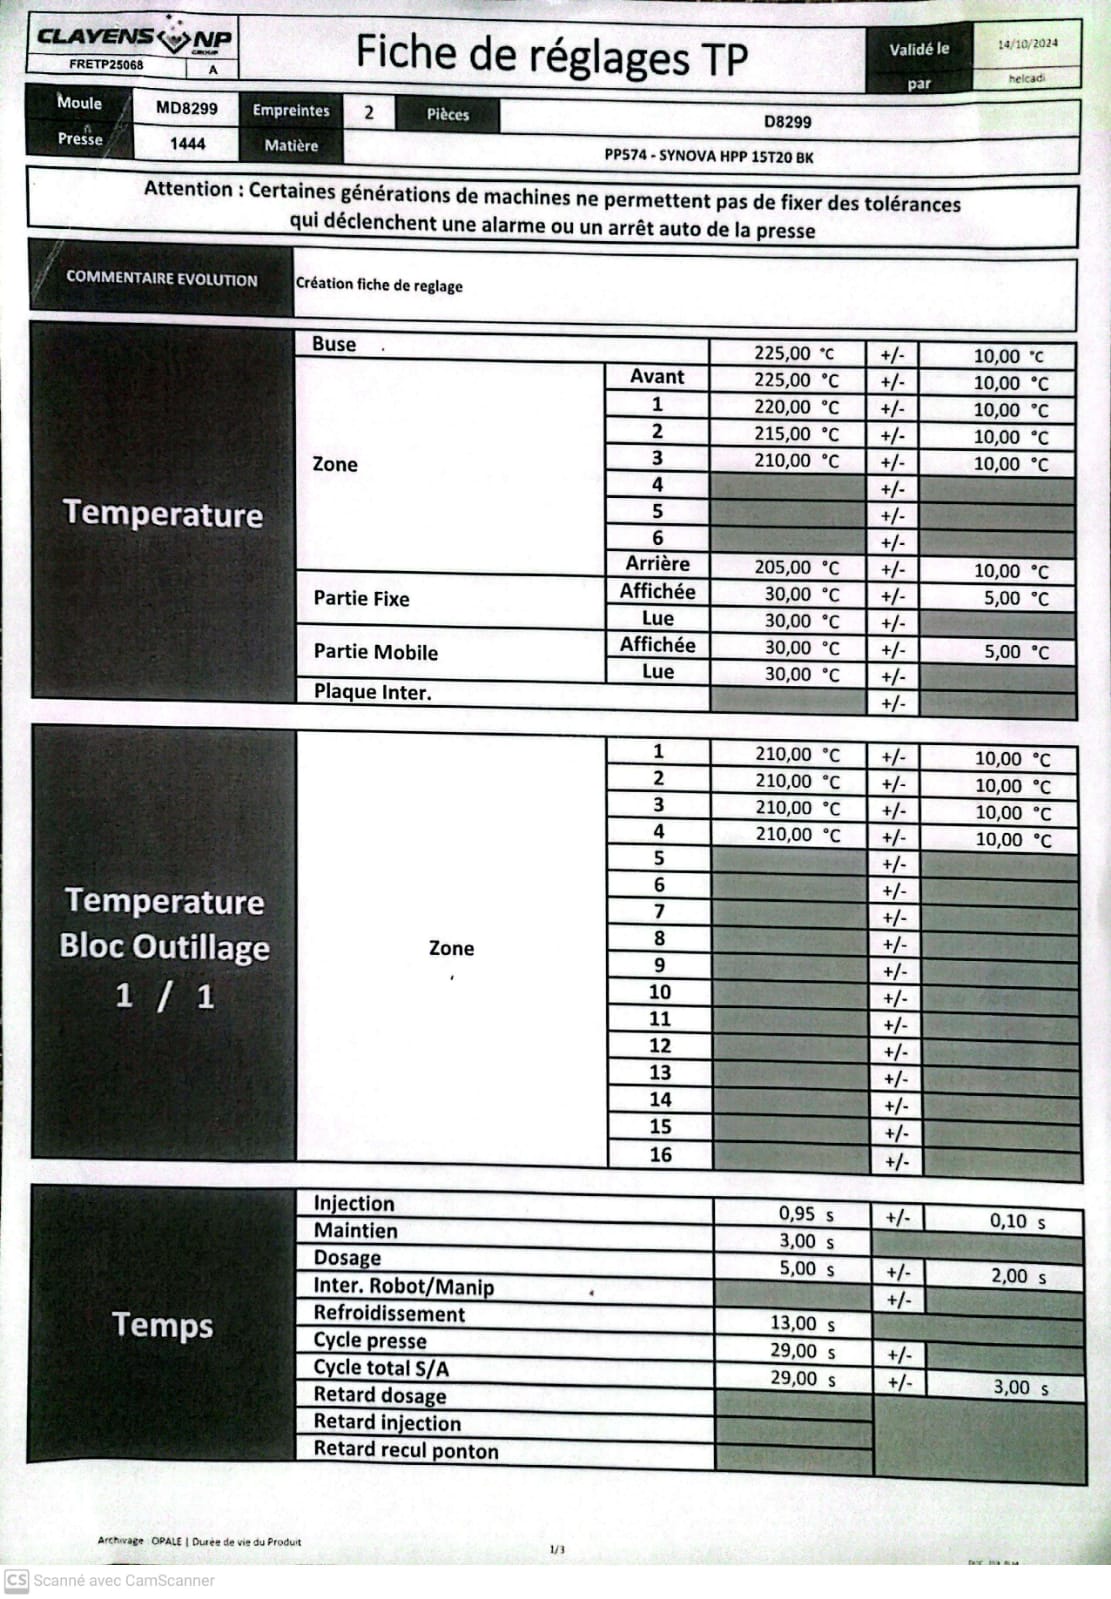 CLAYENS NP
GROUP
FRETP25068 A
Fiche de réglages TP
Validé le 14/10/2024
par helcadi
Moule MD8299 Empreintes 2 Pièces D8299
Presse 1444 Matière PP574 - SYNOVA HPP 15T20 BK
Attention : Certaines générations de machines ne permettent pas de fixer des tolérances
qui déclenchent une alarme ou un arrêt auto de la presse
COMMENTAIRE EVOLUTION Création fiche de reglage
Temperature
Buse 225,00 °C +/- 10,00 °C
Zone
Avant 225,00 °C +/- 10,00 °C
1 220,00 °C +/- 10,00 °C
2 215,00 °C +/- 10,00 °C
3 210,00 °C +/- 10,00 °C
4 +/-
5 +/-
6 +/-
Arrière 205,00 °C +/- 10,00 °C
Partie Fixe
Affichée 30,00 °C +/- 5,00 °C
Lue 30,00 °C +/-
Partie Mobile
Affichée 30,00 °C +/- 5,00 °C
Lue 30,00 °C +/-
Plaque Inter. +/-
Temperature
Bloc Outillage
1 / 1
Zone
1 210,00 °C +/- 10,00 °C
2 210,00 °C +/- 10,00 °C
3 210,00 °C +/- 10,00 °C
4 210,00 °C +/- 10,00 °C
5 +/-
6 +/-
7 +/-
8 +/-
9 +/-
10 +/-
11 +/-
12 +/-
13 +/-
14 +/-
15 +/-
16 +/-
Temps
Injection 0,95 s +/- 0,10 s
Maintien 3,00 s
Dosage 5,00 s +/- 2,00 s
Inter. Robot/Manip +/-
Refroidissement 13,00 s
Cycle presse 29,00 s +/-
Cycle total S/A 29,00 s +/- 3,00 s
Retard dosage
Retard injection
Retard recul ponton
Archivage OPALE | Durée de vie du Produit
1/3
CS Scanné avec CamScanner